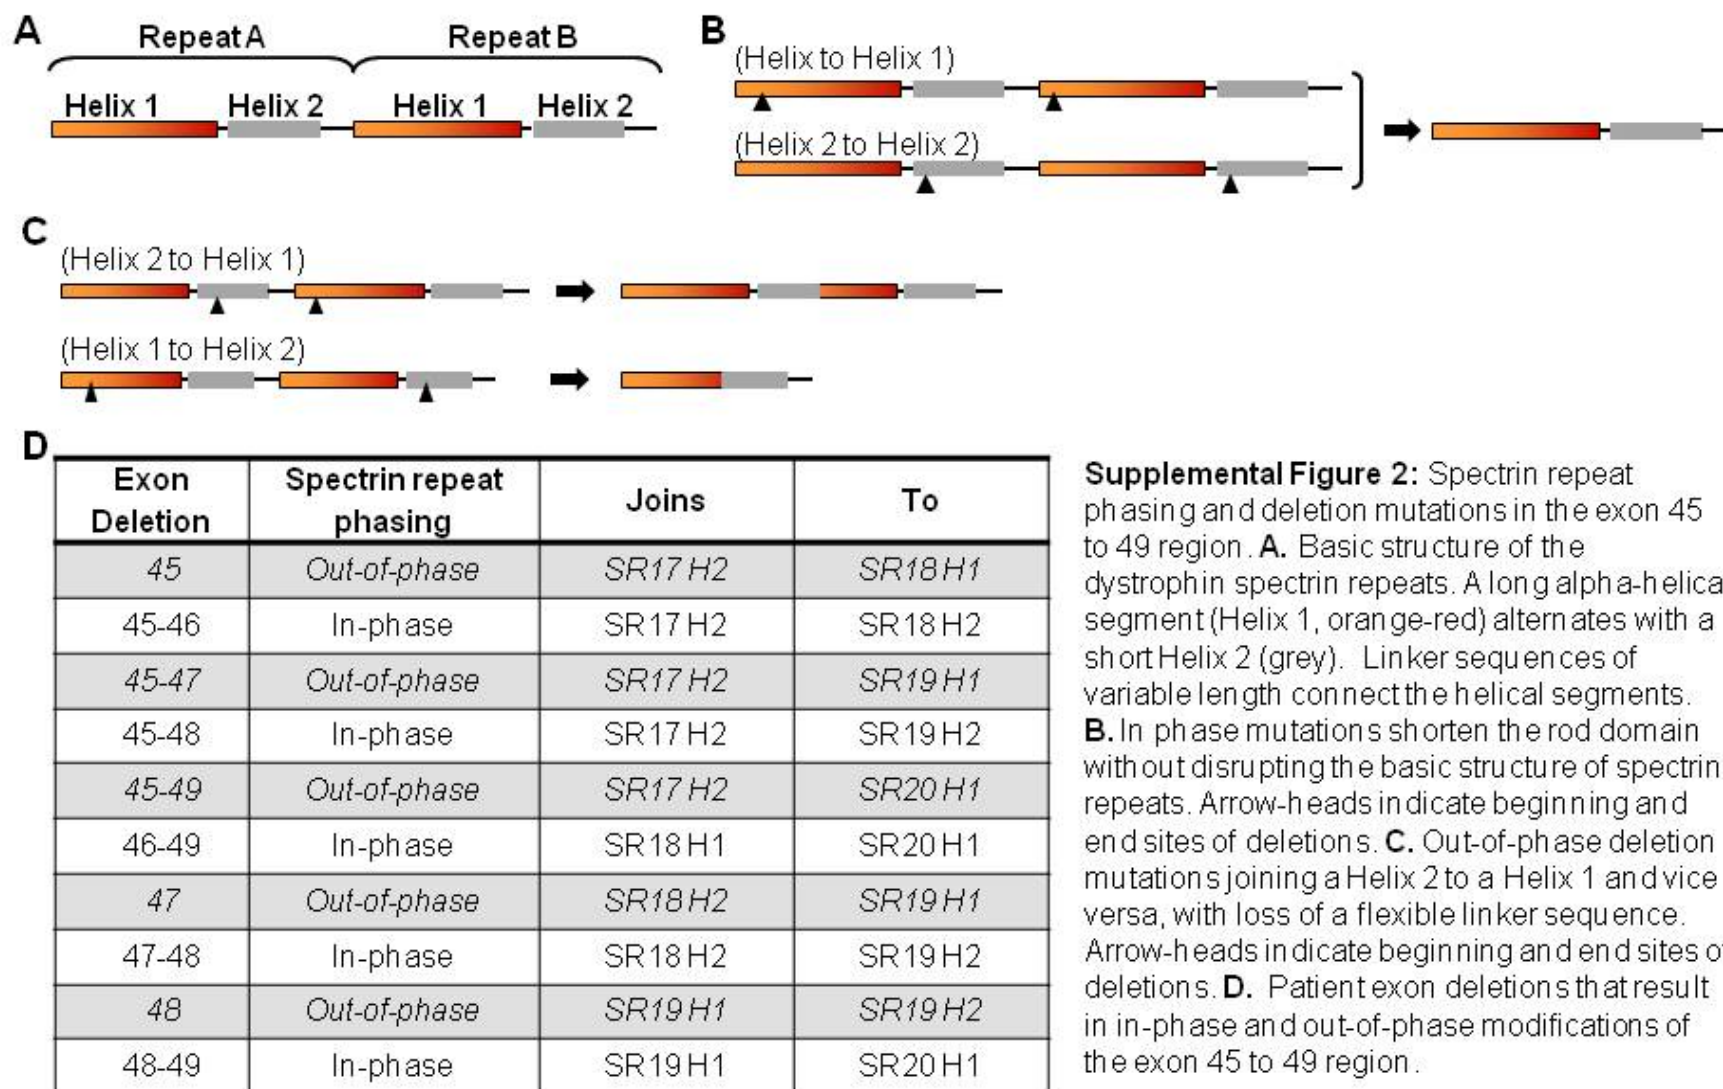 A
Repeat A Repeat B
Helix 1 Helix 2 Helix 1 Helix 2
B
(Helix to Helix 1)
(Helix 2 to Helix 2)
C
(Helix 2 to Helix 1)
(Helix 1 to Helix 2)
D
Exon Deletion Spectrin repeat phasing Joins To
45 Out-of-phase SR17 H2 SR18 H1
45-46 In-phase SR17 H2 SR18 H2
45-47 Out-of-phase SR17 H2 SR19 H1
45-48 In-phase SR17 H2 SR19 H2
45-49 Out-of-phase SR17 H2 SR20 H1
46-49 In-phase SR18 H1 SR20 H1
47 Out-of-phase SR18 H2 SR19 H1
47-48 In-phase SR18 H2 SR19 H2
48 Out-of-phase SR19 H1 SR19 H2
48-49 In-phase SR19 H1 SR20 H1
Supplemental Figure 2: Spectrin repeat
phasing and deletion mutations in the exon 45
to 49 region. A. Basic structure of the
dystrophin spectrin repeats. A long alpha-helica
segment (Helix 1, orange-red) alternates with a
short Helix 2 (grey). Linker sequences of
variable length connect the helical segments.
B. In phase mutations shorten the rod domain
without disrupting the basic structure of spectrin
repeats. Arrow-heads indicate beginning and
end sites of deletions. C. Out-of-phase deletion
mutations joining a Helix 2 to a Helix 1 and vice
versa, with loss of a flexible linker sequence.
Arrow-heads indicate beginning and end sites o
deletions. D. Patient exon deletions that result
in in-phase and out-of-phase modifications of
the exon 45 to 49 region.